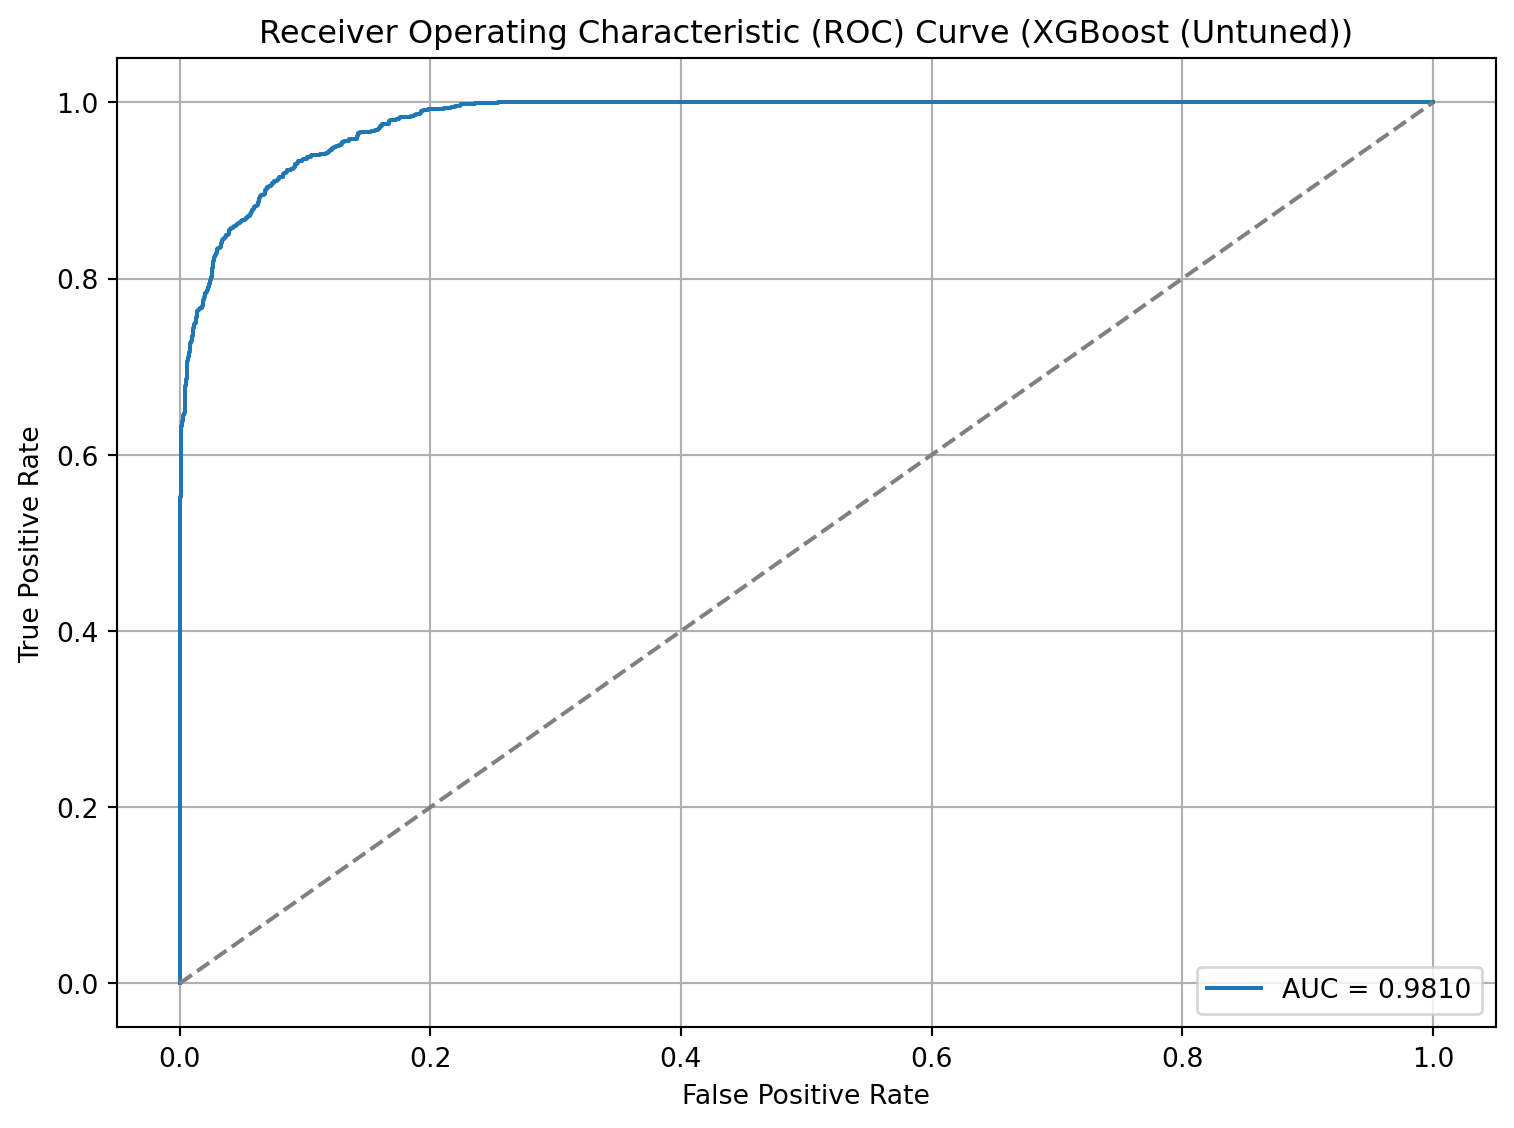 Receiver Operating Characteristic (ROC) Curve (XGBoost (Untuned))
True Positive Rate
1.0
0.8
0.6
0.4
0.2
0.0
AUC = 0.9810
0.0 0.2 0.4 0.6 0.8 1.0
False Positive Rate